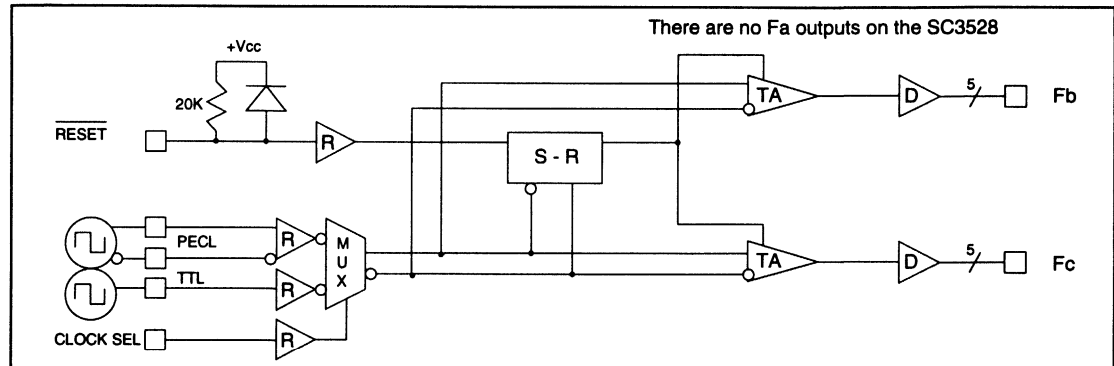 There are no Fa outputs on the SC3528
+Vcc
20K
RESET
R
S - R
TA
D
5
Fb
PECL
R
M
U
X
TTL
R
CLOCK SEL
R
TA
D
5
Fc